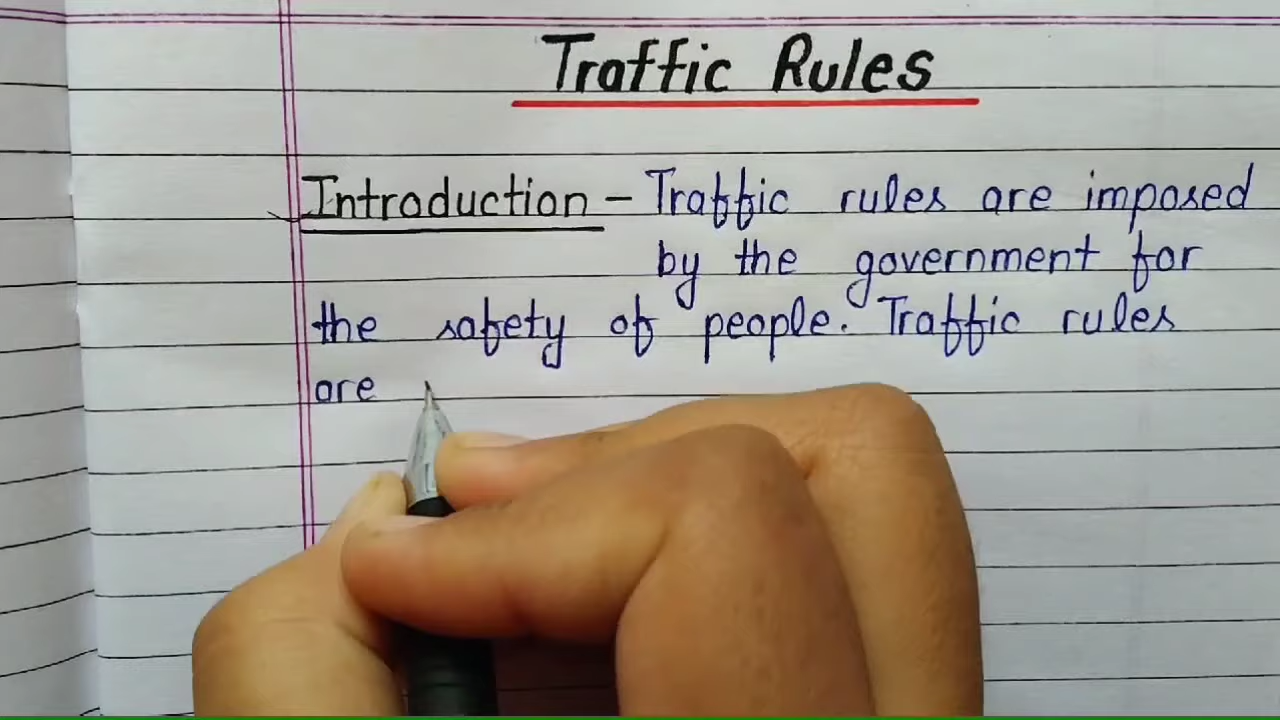 Traffic Rules
Introduction – Traffic rules are imposed
by the government for
the safety of people. Traffic rules
are